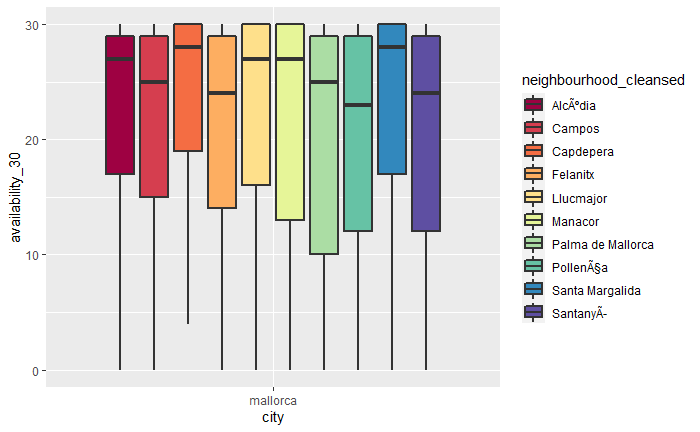 30
20
10
0
availability_30
mallorca
city
neighbourhood_cleansed
AlcÃºdia
Campos
Capdepera
Felanitx
Llucmajor
Manacor
Palma de Mallorca
PollenÃ§a
Santa Margalida
SantanyÃ-